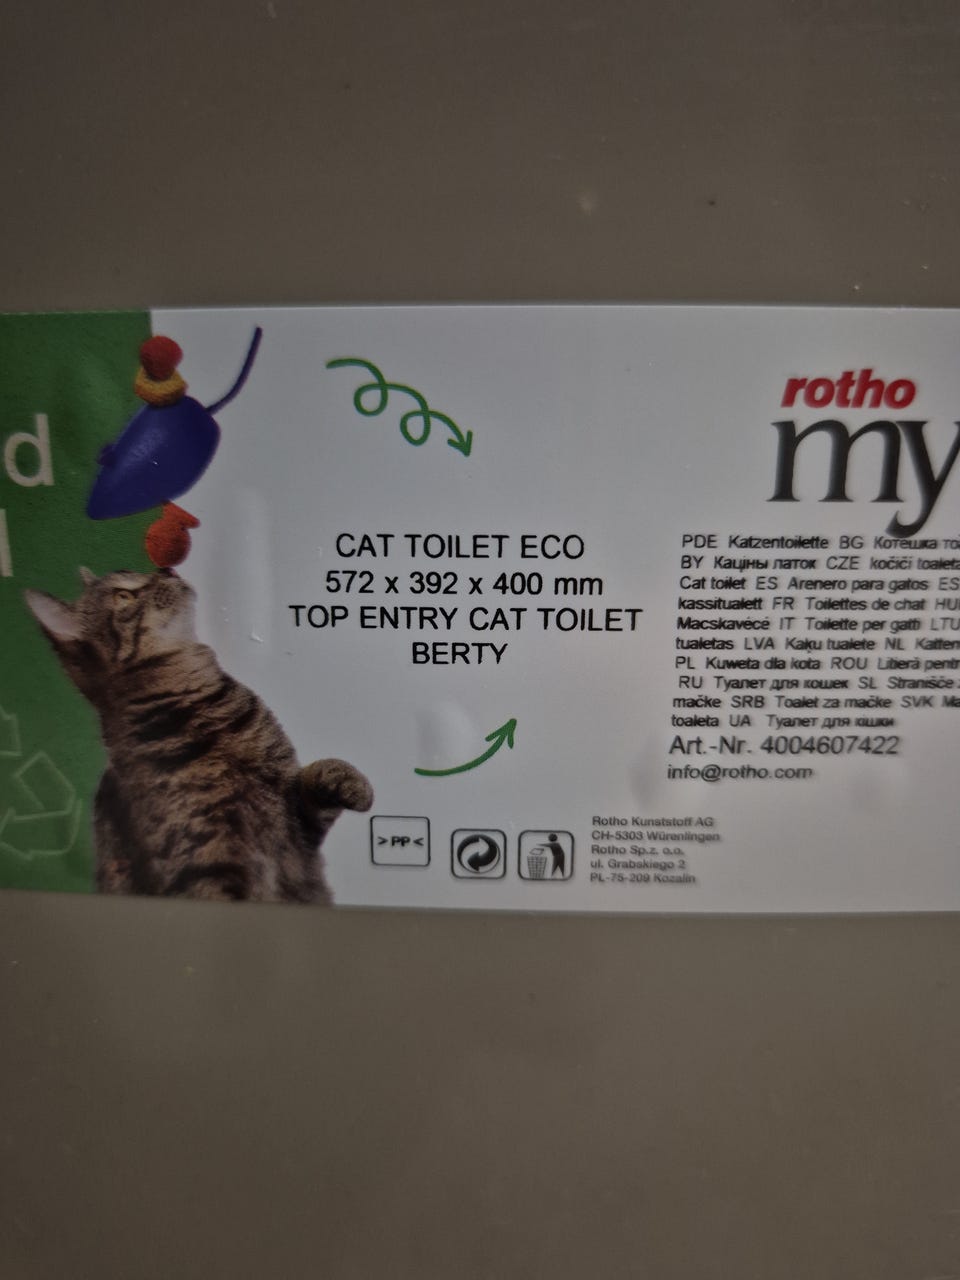 d
rotho
my
CAT TOILET ECO
572 x 392 x 400 mm
TOP ENTRY CAT TOILET
BERTY
PDE Katzentoilette BG Котешка
BY Кацiны латок CZE kočičí
Cat toilet ES Arenero para gatos
kassitualett FR Toilettes de chat
Macskavécé IT Toilette per gatti LTU
tualetas LVA Kaķu tualete NL
PL Kuweta dla kota ROU Litieră
RU Туалет для кошек SL Stranišče
mačke SRB Toalet za mačke SVK
toaleta UA Туалет для кішки
Art.-Nr. 4004607422
info@rotho.com
>PP<
Rotho Kunststoff AG
CH-5303 Würenlingen
Rotho Sp.z. o.o.
ul. Grabskiego 2
PL-75-209 Kozalin